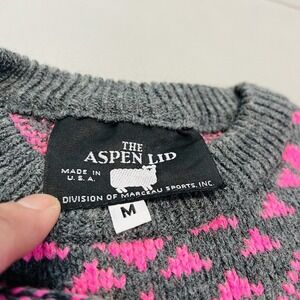 THE
ASPEN LID
MADE IN
U.S.A.
DIVISION OF MARCEAU SPORTS, INC.
M